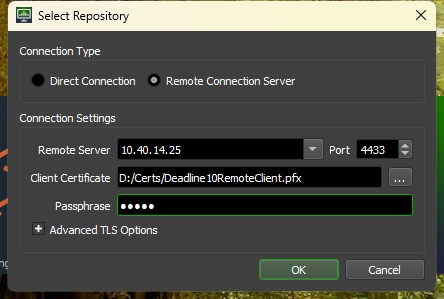 Select Repository
Connection Type
Direct Connection Remote Connection Server
Connection Settings
Remote Server 10.40.14.25 Port 4433
Client Certificate D:/Certs/Deadline10RemoteClient.pfx ...
Passphrase ●●●●●
Advanced TLS Options
OK Cancel